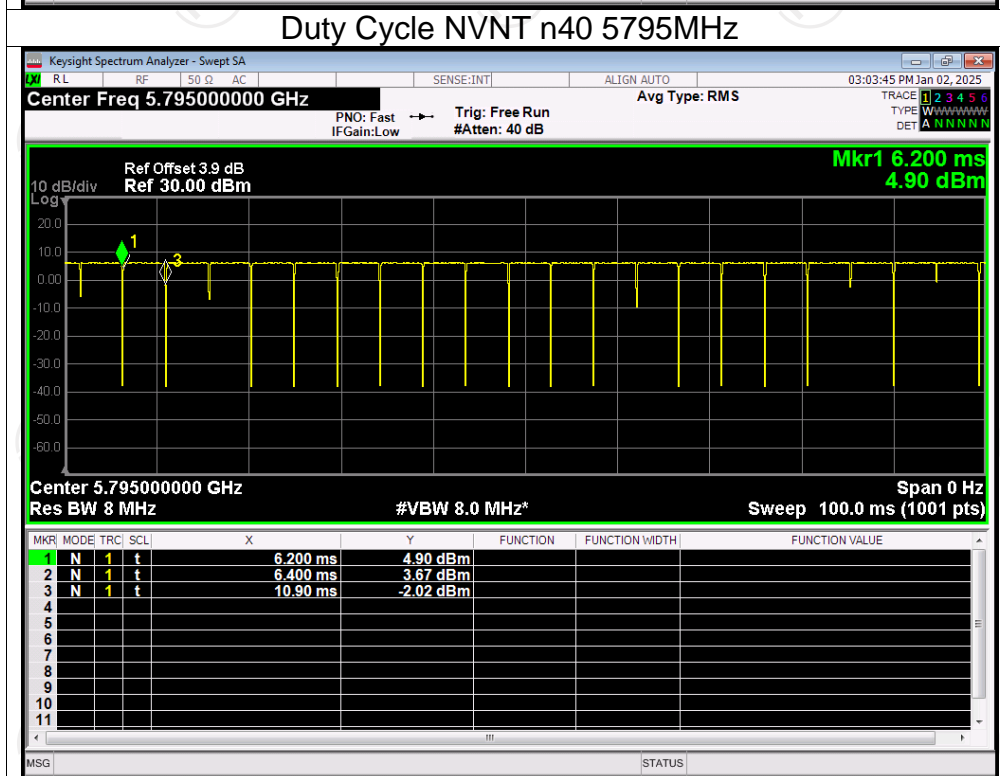 Duty Cycle NVNT n40 5795MHz
Keysight Spectrum Analyzer - Swept SA
LXI RL RF 50 Ω AC SENSE:INT ALIGN AUTO 03:03:45 PM Jan 02, 2025
Center Freq 5.795000000 GHz Avg Type: RMS TRACE 1 2 3 4 5 6
PNO: Fast Trig: Free Run TYPE WWWWWW
IFGain:Low #Atten: 40 dB DET A N N N N N
Mkr1 6.200 ms
4.90 dBm
Ref Offset 3.9 dB
10 dB/div Ref 30.00 dBm
Log
20.0
10.0
0.00
-10.0
-20.0
-30.0
-40.0
-50.0
-60.0
1
3
Center 5.795000000 GHz Span 0 Hz
Res BW 8 MHz #VBW 8.0 MHz* Sweep 100.0 ms (1001 pts)
MKR MODE TRC SCL X Y FUNCTION FUNCTION WIDTH FUNCTION VALUE
1 N 1 t 6.200 ms 4.90 dBm
2 N 1 t 6.400 ms 3.67 dBm
3 N 1 t 10.90 ms -2.02 dBm
4
5
6
7
8
9
10
11
MSG STATUS